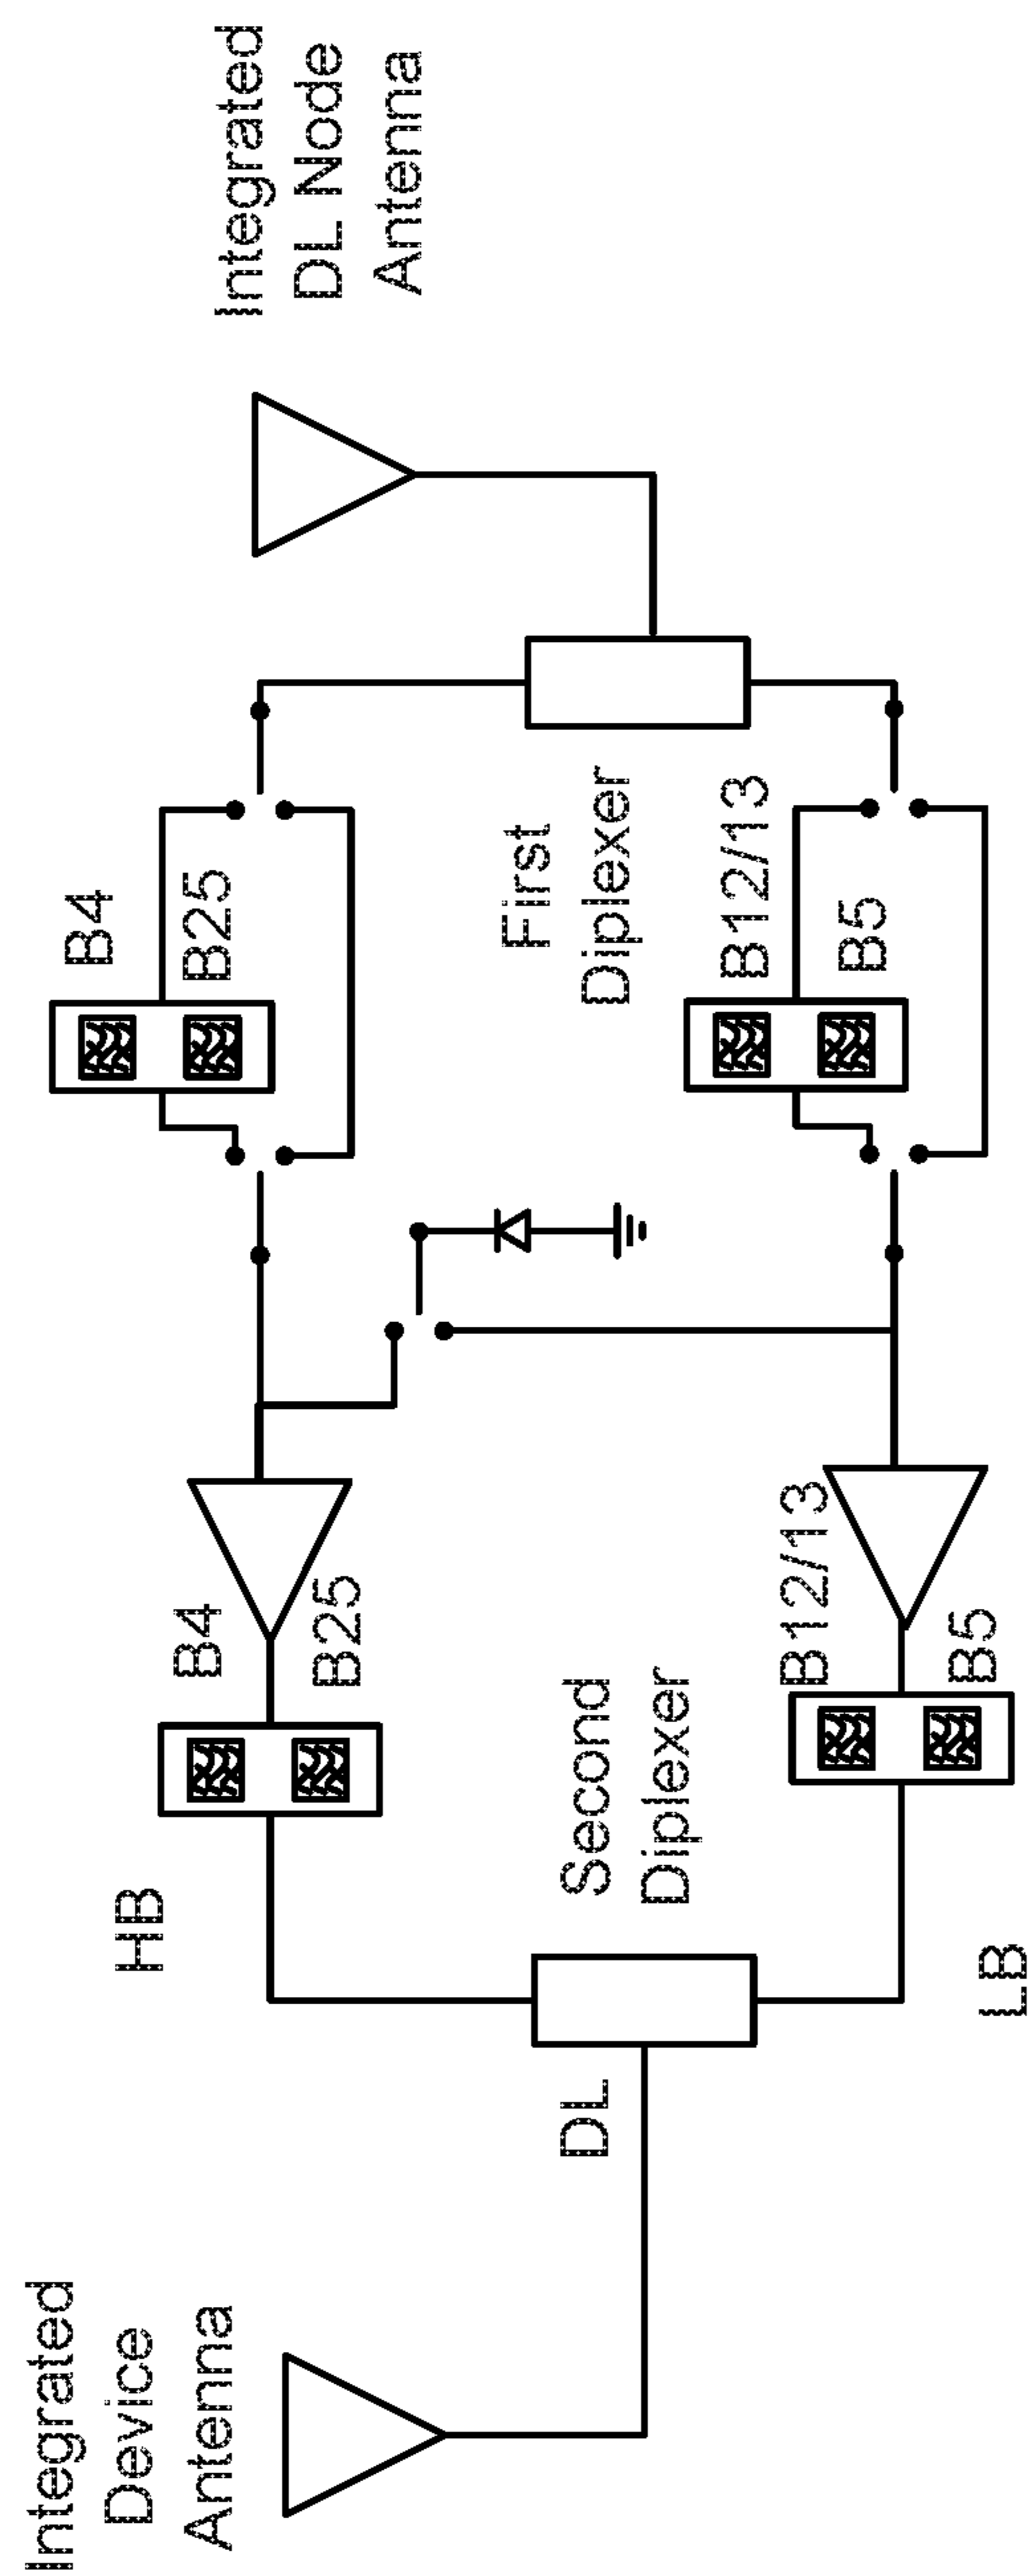 Integrated
Device
Antenna
DL
HB
LB
Second
Diplexer
B4
B25
B12/13
B5
B4
B25
First
Diplexer
B12/13
B5
Integrated
DL Node
Antenna